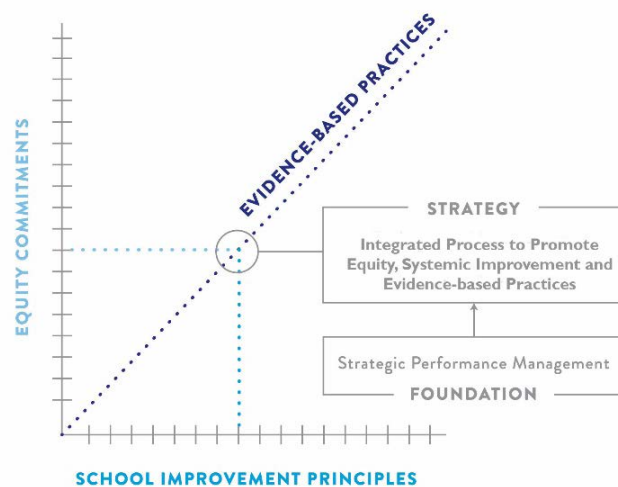 EQUITY COMMITMENTS
EVIDENCE-BASED PRACTICES
STRATEGY
Integrated Process to Promote
Equity, Systemic Improvement and
Evidence-based Practices
Strategic Performance Management
FOUNDATION
SCHOOL IMPROVEMENT PRINCIPLES